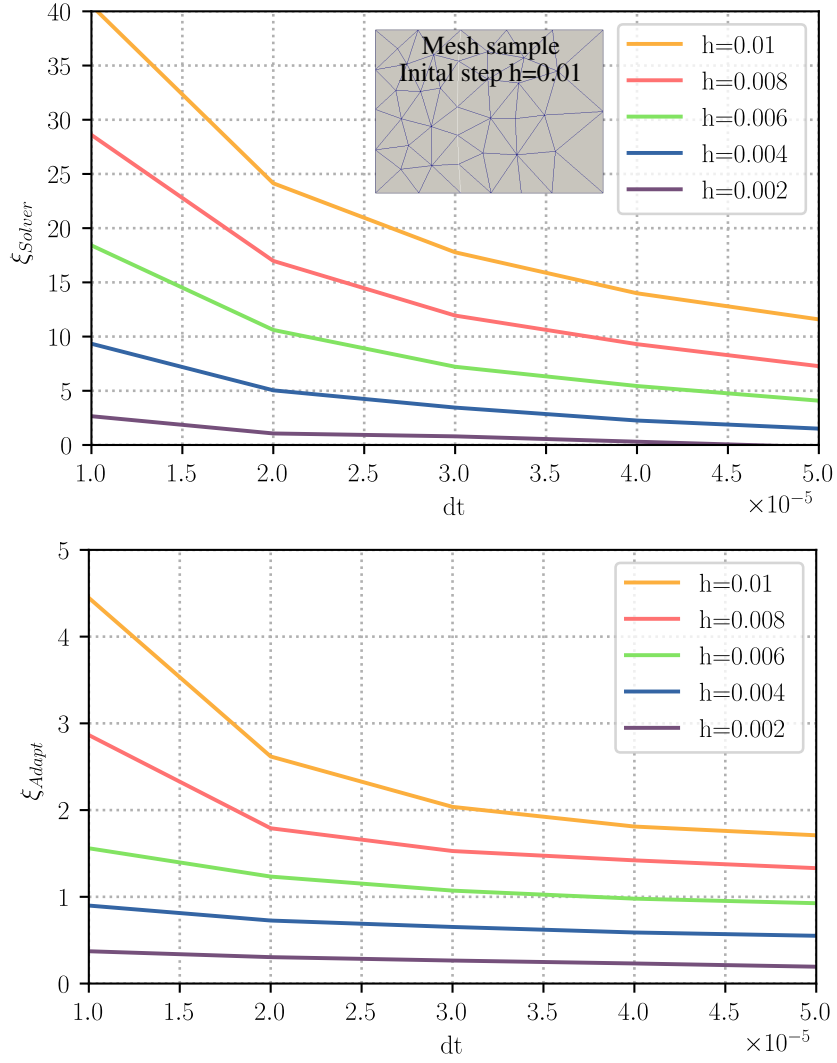 40
35
30
25
20
15
10
5
0
ξSolver
Mesh sample
Inital step h=0.01
h=0.01
h=0.008
h=0.006
h=0.004
h=0.002
1.0 1.5 2.0 2.5 3.0 3.5 4.0 4.5 5.0
dt
×10−5
5
4
3
2
1
0
ξAdapt
h=0.01
h=0.008
h=0.006
h=0.004
h=0.002
1.0 1.5 2.0 2.5 3.0 3.5 4.0 4.5 5.0
dt
×10−5